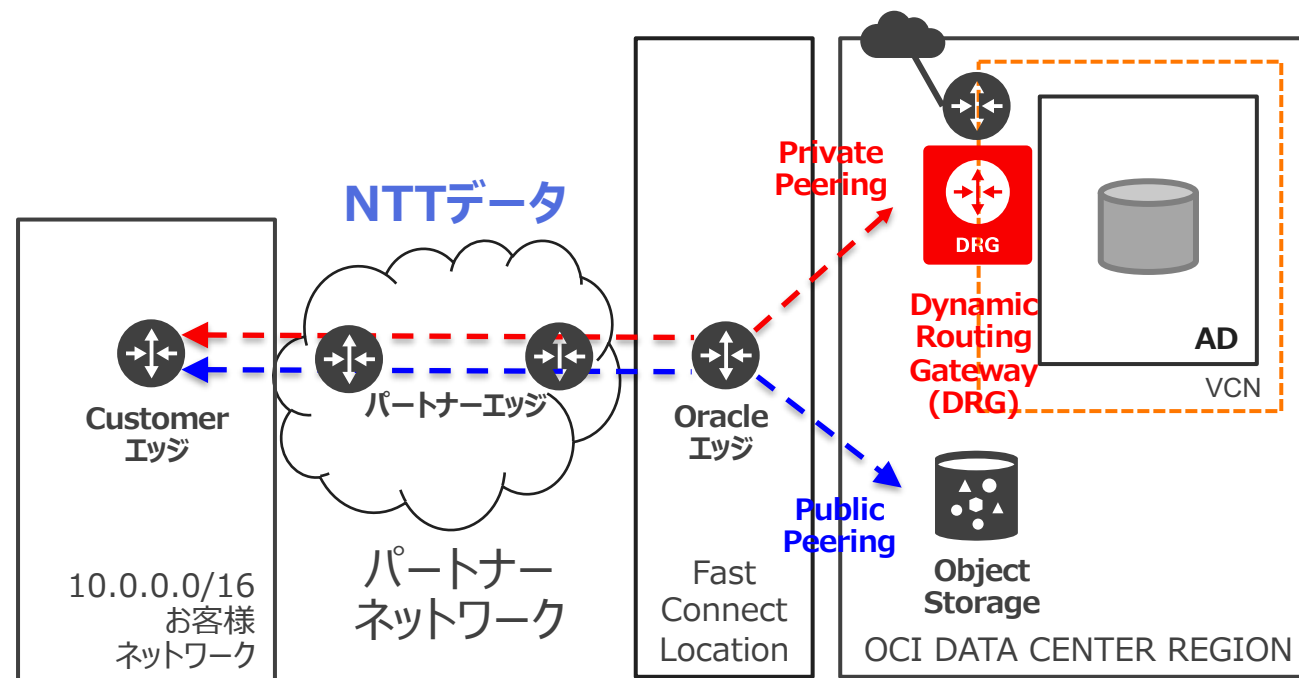 NTTデータ
Customer
エッジ
10.0.0.0/16
お客様
ネットワーク
パートナーエッジ
パートナー
ネットワーク
Oracle
エッジ
Fast
Connect
Location
Private
Peering
Public
Peering
DRG
Dynamic
Routing
Gateway
(DRG)
AD
VCN
Object
Storage
OCI DATA CENTER REGION